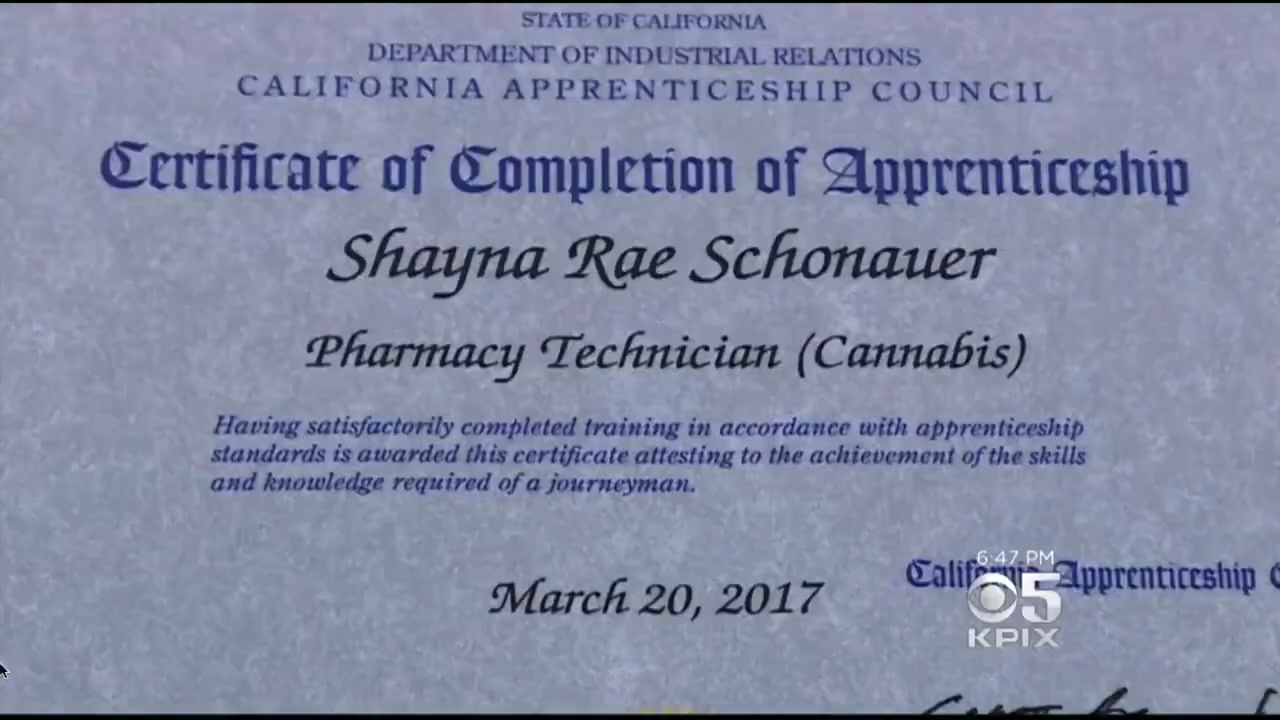 STATE OF CALIFORNIA
DEPARTMENT OF INDUSTRIAL RELATIONS
CALIFORNIA APPRENTICESHIP COUNCIL
Certificate of Completion of Apprenticeship
Shayna Rae Schonauer
Pharmacy Technician (Cannabis)
Having satisfactorily completed training in accordance with apprenticeship
standards is awarded this certificate attesting to the achievement of the skills
and knowledge required of a journeyman.
6:47 PM
California Apprenticeship
March 20, 2017
5
KPIX